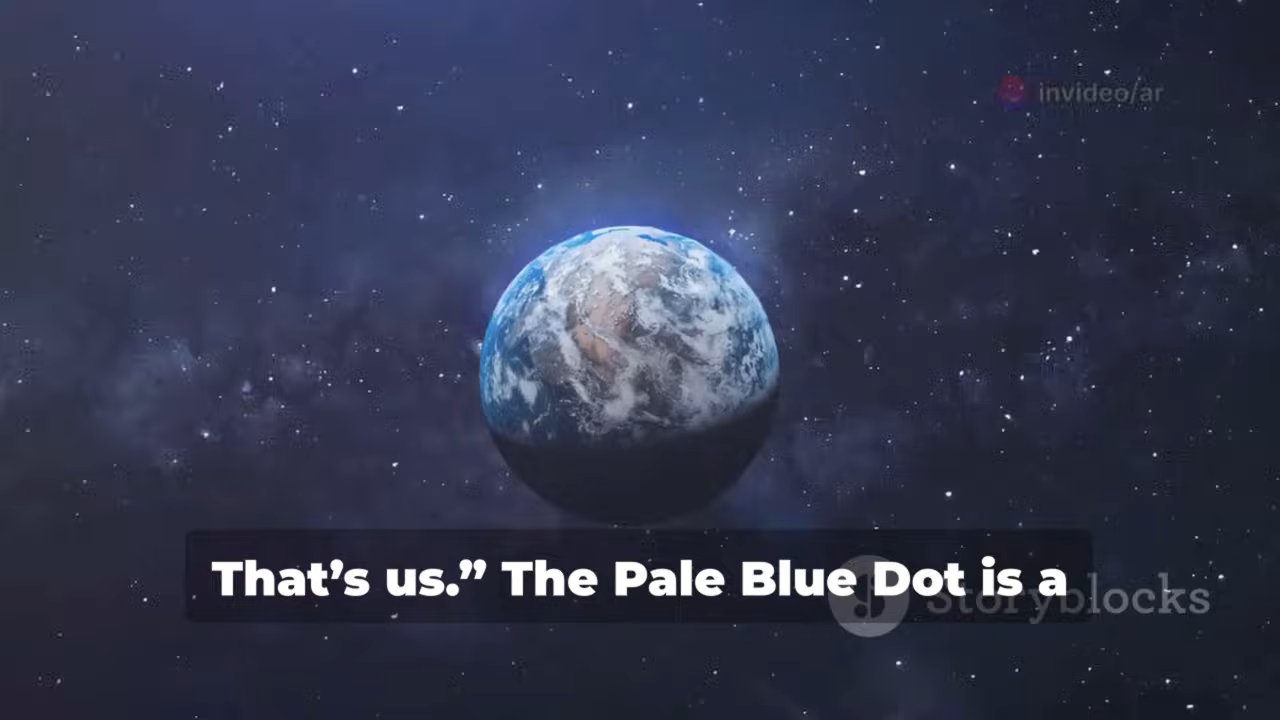 invideo/ar
That’s us.” The Pale Blue Dot is a
Storyblocks